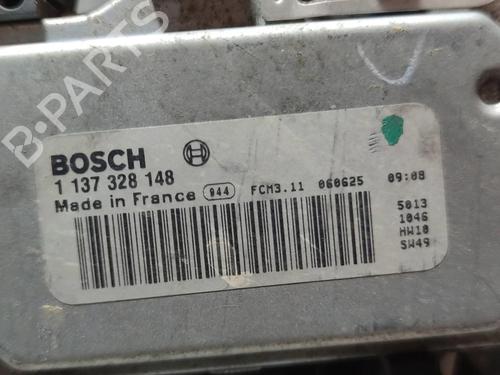 B-PARTS
BOSCH
1 137 328 148
Made in France 944 FCM3.11 060625 09:08
5013
1046
HW10
SW49